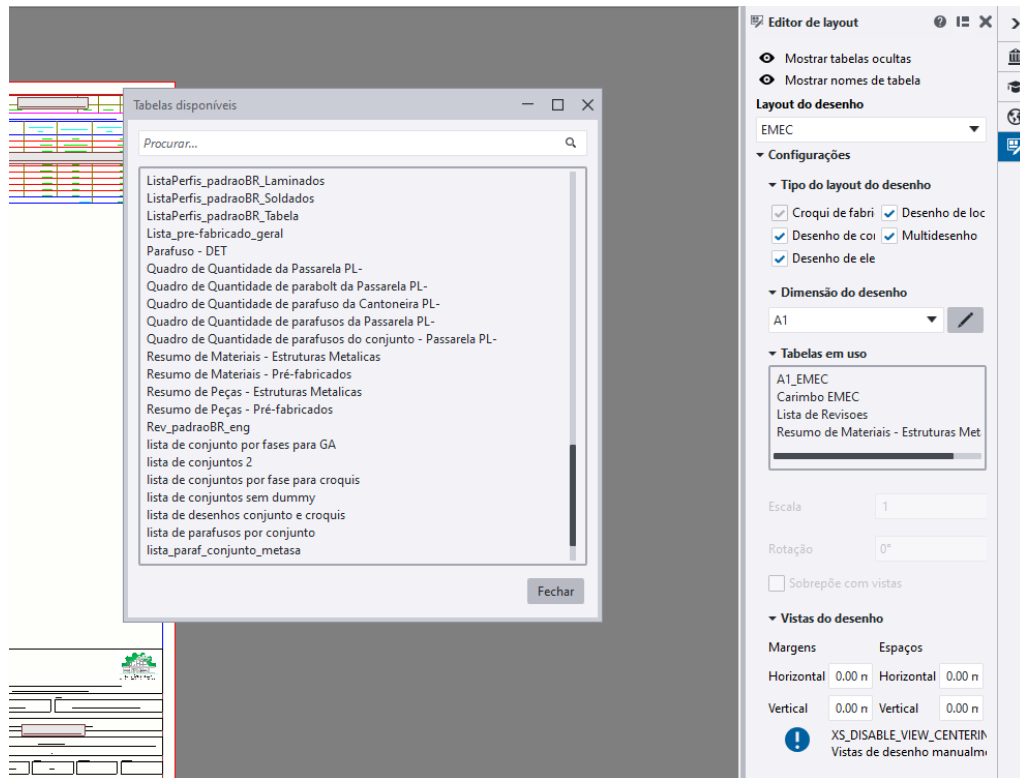 Editor de layout
Mostrar tabelas ocultas
Mostrar nomes de tabela
Layout do desenho
EMEC
Configurações
Tipo do layout do desenho
Croqui de fabri
Desenho de loc
Desenho de con
Multidesenho
Desenho de ele
Dimensão do desenho
A1
Tabelas em uso
A1_EMEC
Carimbo EMEC
Lista de Revisoes
Resumo de Materiais - Estruturas Met
Escala
1
Rotação
0°
Sobrepõe com vistas
Vistas do desenho
Margens
Espaços
Horizontal
0.00 m
Horizontal
0.00 m
Vertical
0.00 m
Vertical
0.00 m
XS_DISABLE_VIEW_CENTERIN
Vistas de desenho manualme
Tabelas disponíveis
Procurar...
ListaPerfis_padraoBR_Laminados
ListaPerfis_padraoBR_Soldados
ListaPerfis_padraoBR_Tabela
Lista_pre-fabricado_geral
Parafuso - DET
Quadro de Quantidade da Passarela PL-
Quadro de Quantidade de parabolt da Passarela PL-
Quadro de Quantidade de parafuso da Cantoneira PL-
Quadro de Quantidade de parafusos da Passarela PL-
Quadro de Quantidade de parafusos do conjunto - Passarela PL-
Resumo de Materiais - Estruturas Metalicas
Resumo de Materiais - Pré-fabricados
Resumo de Peças - Estruturas Metalicas
Resumo de Peças - Pré-fabricados
Rev_padraoBR_eng
lista de conjunto por fases para GA
lista de conjuntos 2
lista de conjuntos por fase para croquis
lista de conjuntos sem dummy
lista de desenhos conjunto e croquis
lista de parafusos por conjunto
lista_paraf_conjunto_metasa
Fechar